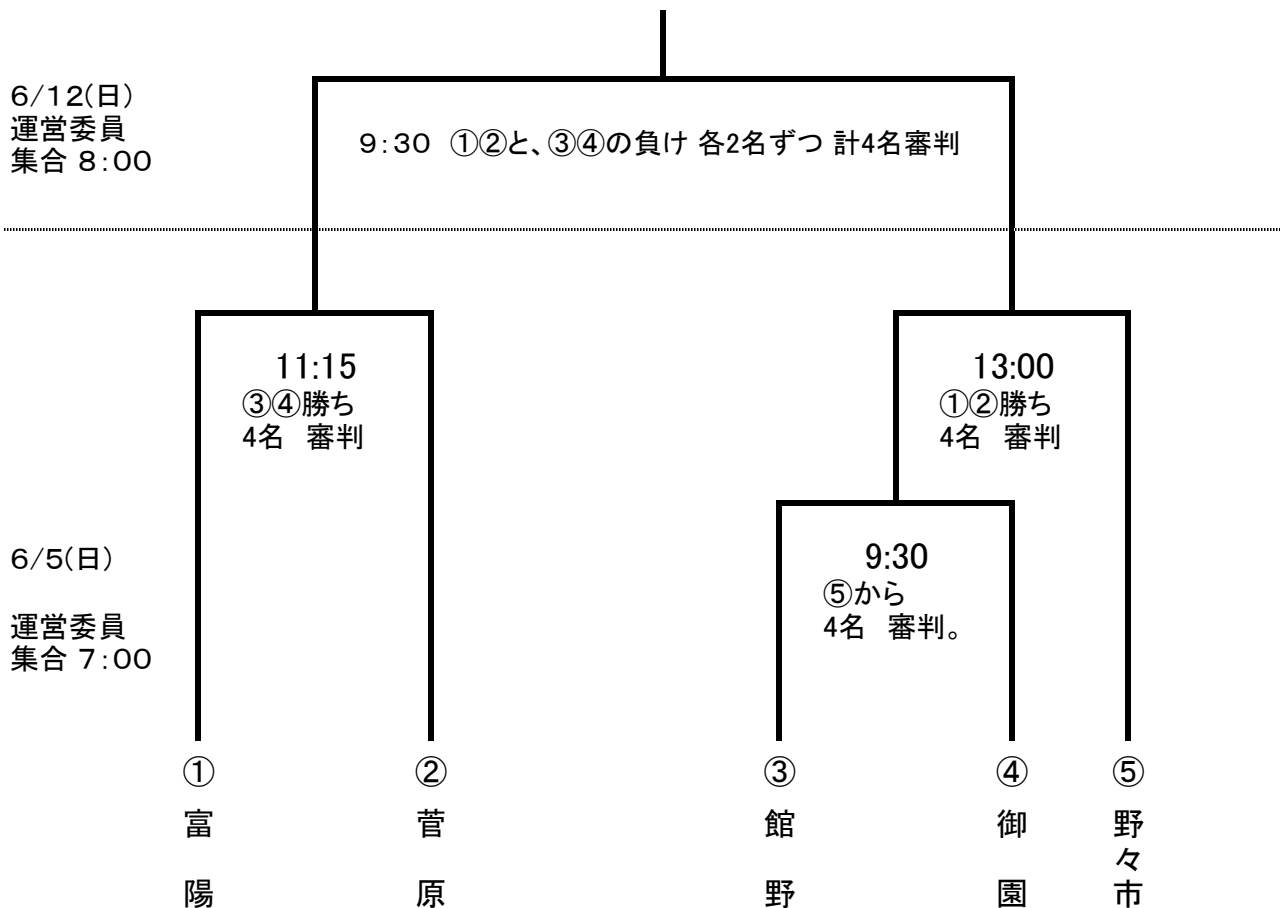 6/12(日)
運営委員
集合 8：00
9：30 ①②と、③④の負け 各2名ずつ 計4名審判
11:15
③④勝ち
4名 審判
13:00
①②勝ち
4名 審判
6/5(日)
運営委員
集合 7：00
9:30
⑤から
4名 審判。
① ② ③ ④ ⑤
富陽
菅原
館野
御園
野々市